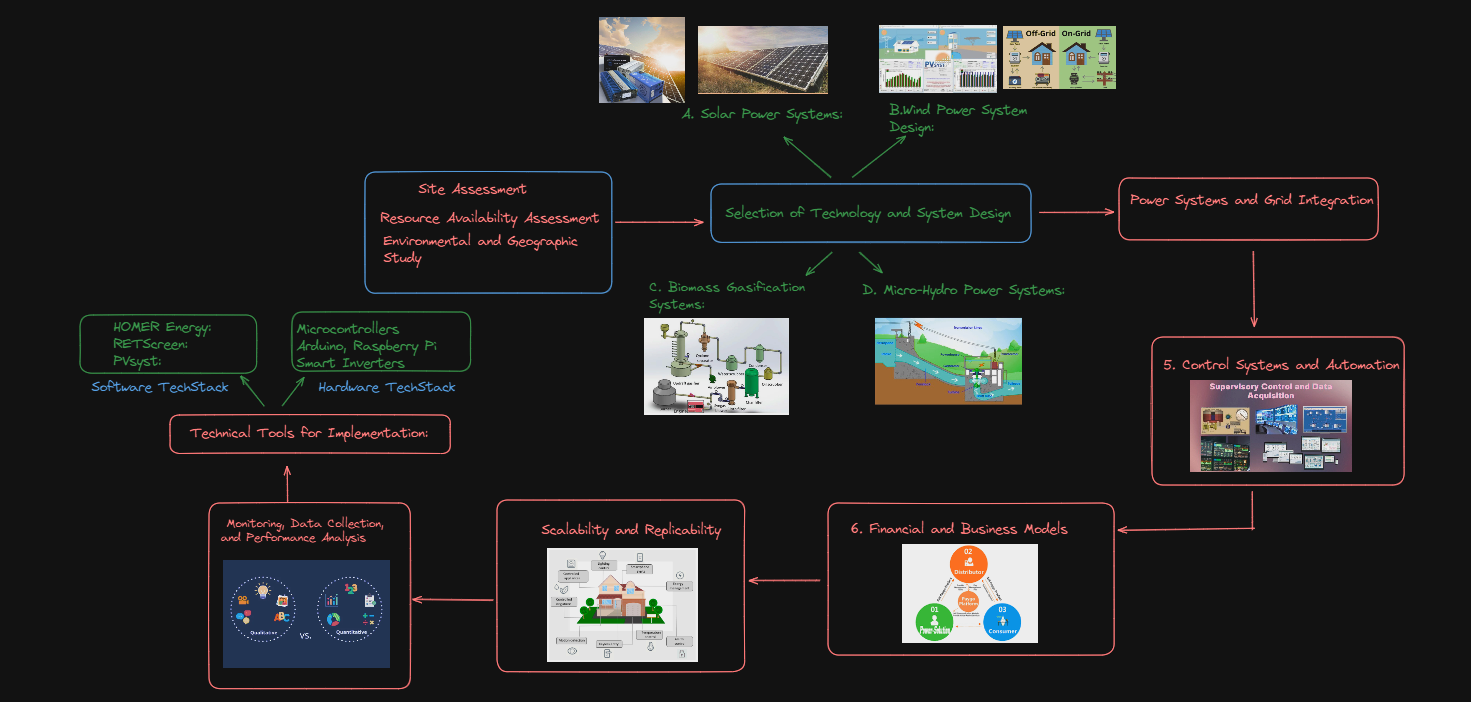 Off-Grid
On-Grid
A. Solar Power Systems:
B.Wind Power System
Design:
Site Assessment
Resource Availability Assessment
Environmental and Geographic
Study
Selection of Technology and System Design
Power Systems and Grid Integration
C. Biomass Gasification
Systems:
D. Micro-Hydro Power Systems:
HOMER Energy:
RETScreen:
PVsyst:
Microcontrollers
Arduino, Raspberry Pi
Smart Inverters
Software TechStack
Hardware TechStack
Technical Tools for Implementation:
5. Control Systems and Automation
Supervisory Control and Data
Acquisition
Monitoring, Data Collection,
and Performance Analysis
Qualitative
VS.
Quantitative
Scalability and Replicability
6. Financial and Business Models
02
Distributor
01
Power-Solution
03
Consumer